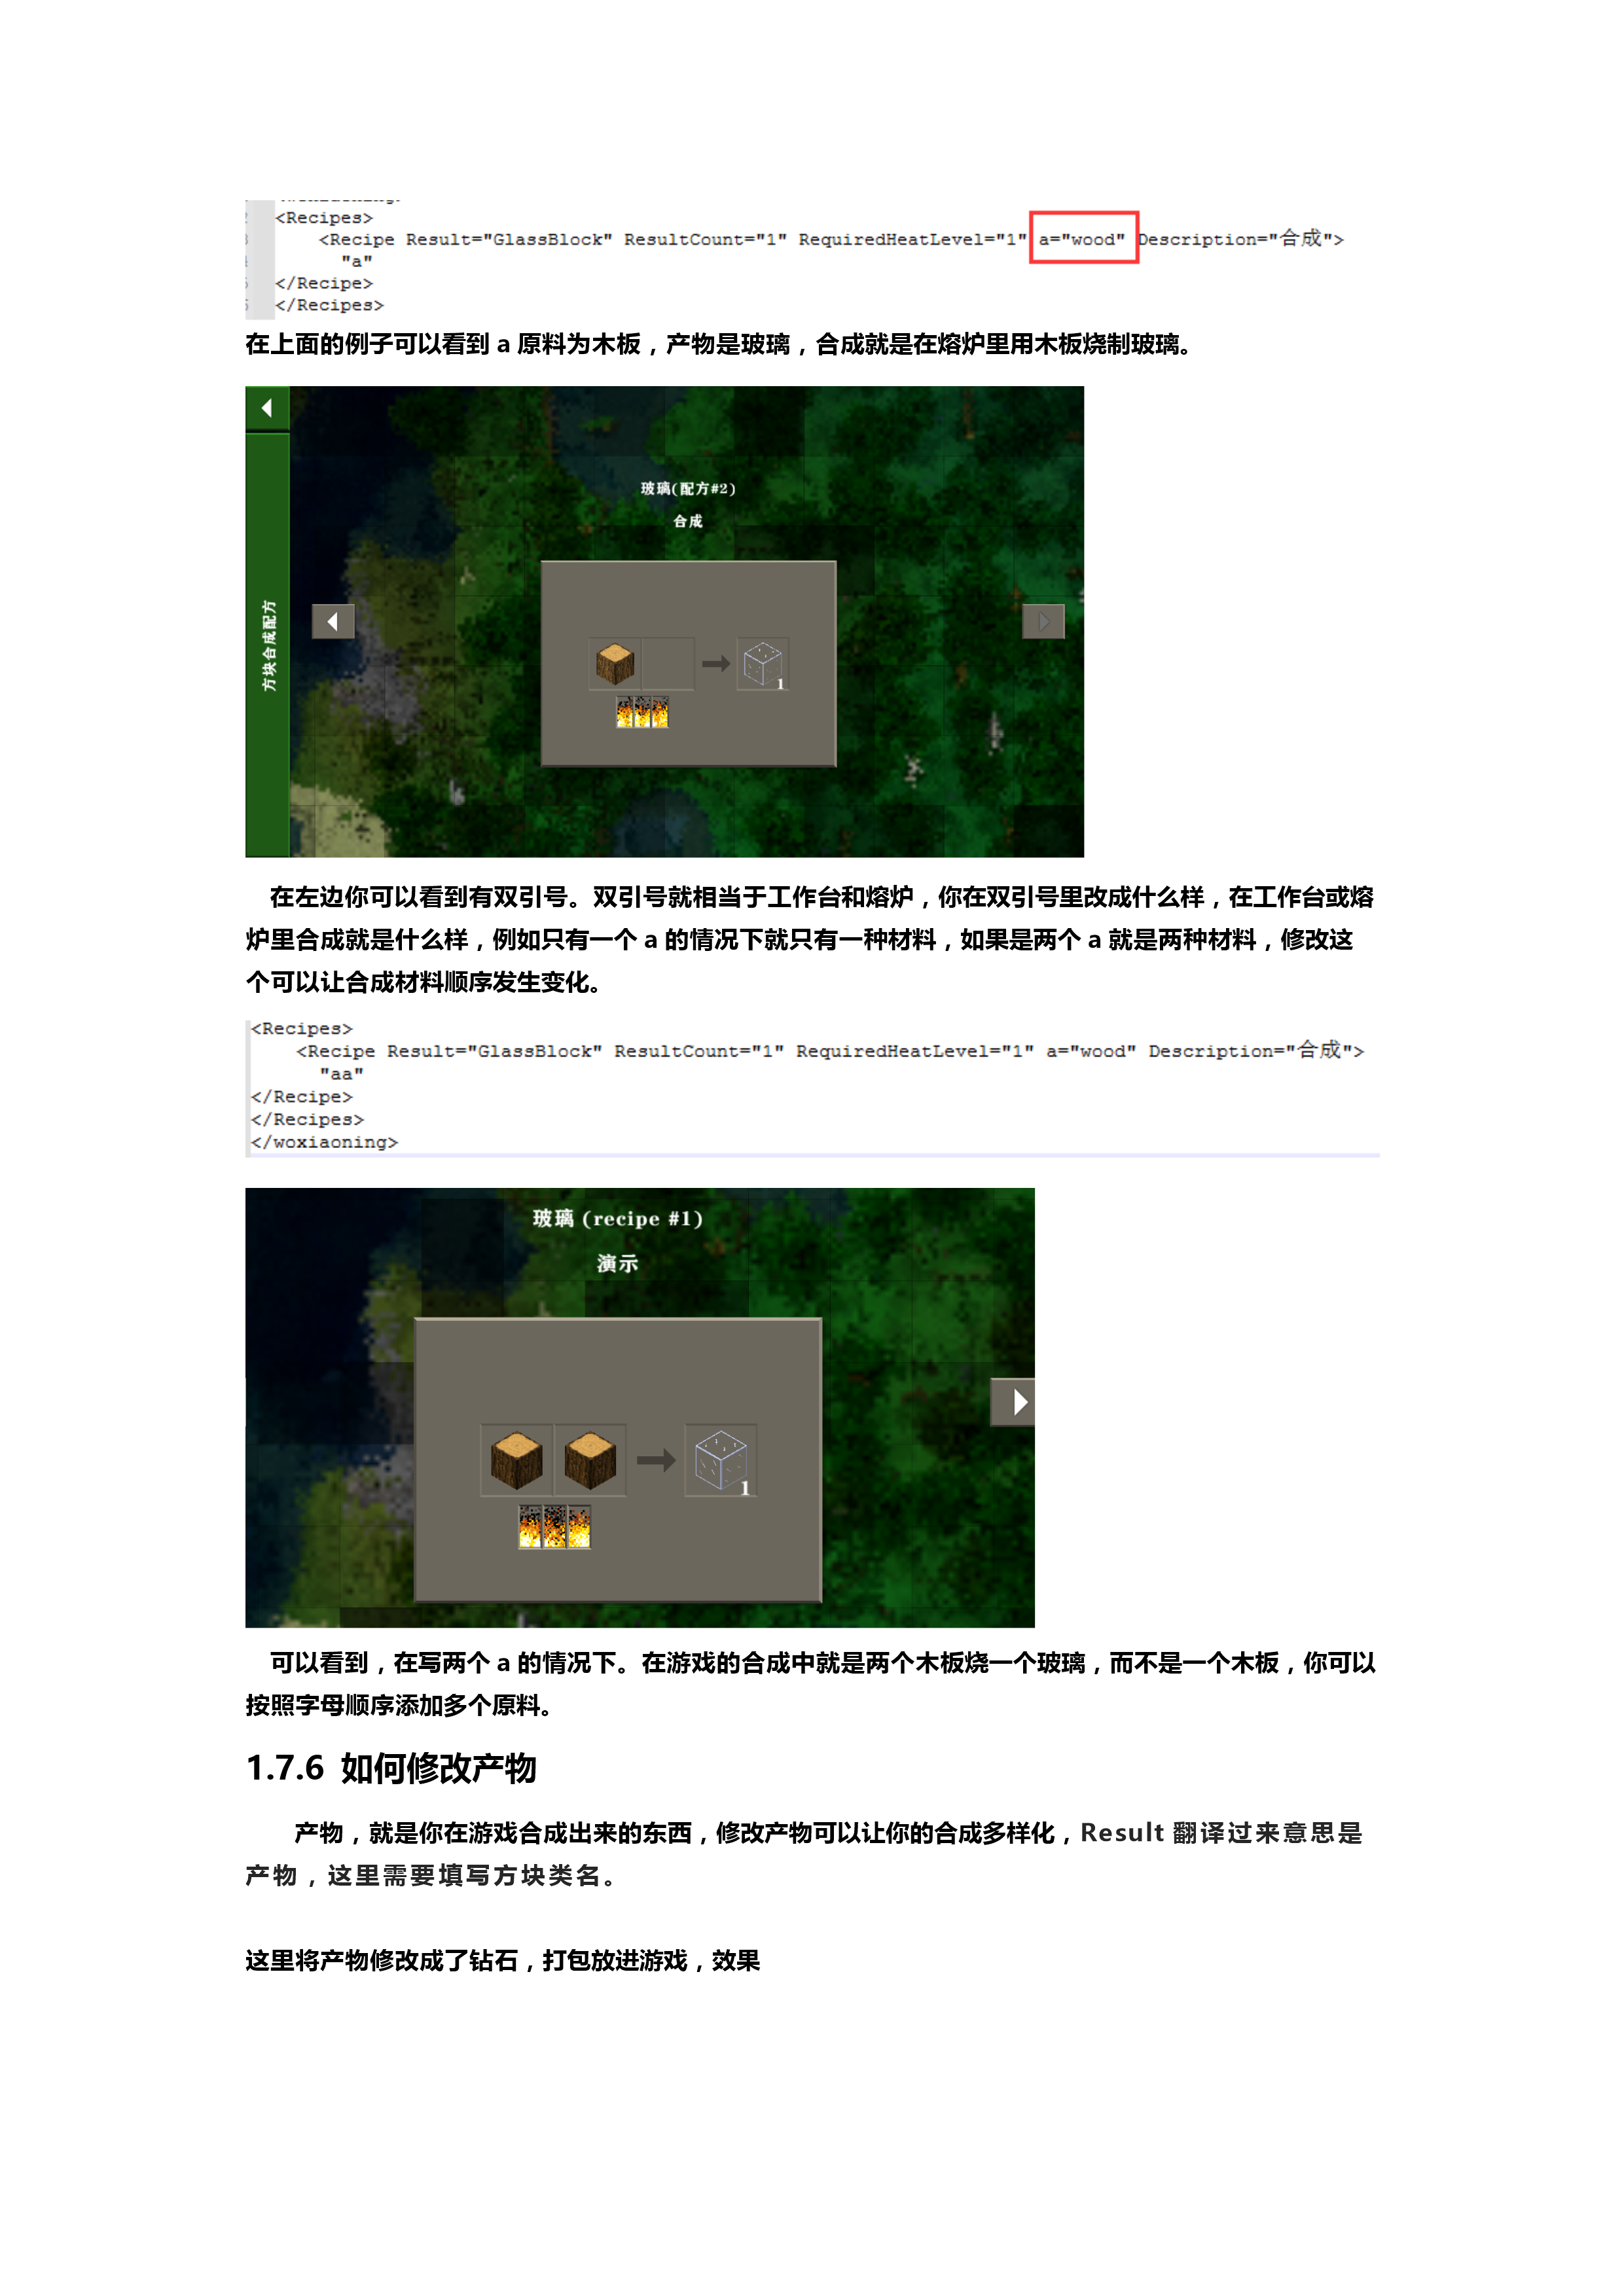 <Recipes>
<Recipe Result="GlassBlock" ResultCount="1" RequiredHeatLevel="1" a="wood" Description="合成">
"a"
</Recipe>
</Recipes>
在上面的例子可以看到 a 原料为木板，产物是玻璃，合成就是在熔炉里用木板烧制玻璃。
玻璃(配方#2)
合成
方块合成配方
1
在左边你可以看到有双引号。双引号就相当于工作台和熔炉，你在双引号里改成什么样，在工作台或熔
炉里合成就是什么样，例如只有一个 a 的情况下就只有一种材料，如果是两个 a 就是两种材料，修改这
个可以让合成材料顺序发生变化。
<Recipes>
<Recipe Result="GlassBlock" ResultCount="1" RequiredHeatLevel="1" a="wood" Description="合成">
"aa"
</Recipe>
</Recipes>
</woxiaoning>
玻璃 (recipe #1)
演示
1
可以看到，在写两个 a 的情况下。在游戏的合成中就是两个木板烧一个玻璃，而不是一个木板，你可以
按照字母顺序添加多个原料。
1.7.6 如何修改产物
产物，就是你在游戏合成出来的东西，修改产物可以让你的合成多样化，Result 翻译过来意思是
产物，这里需要填写方块类名。
这里将产物修改成了钻石，打包放进游戏，效果